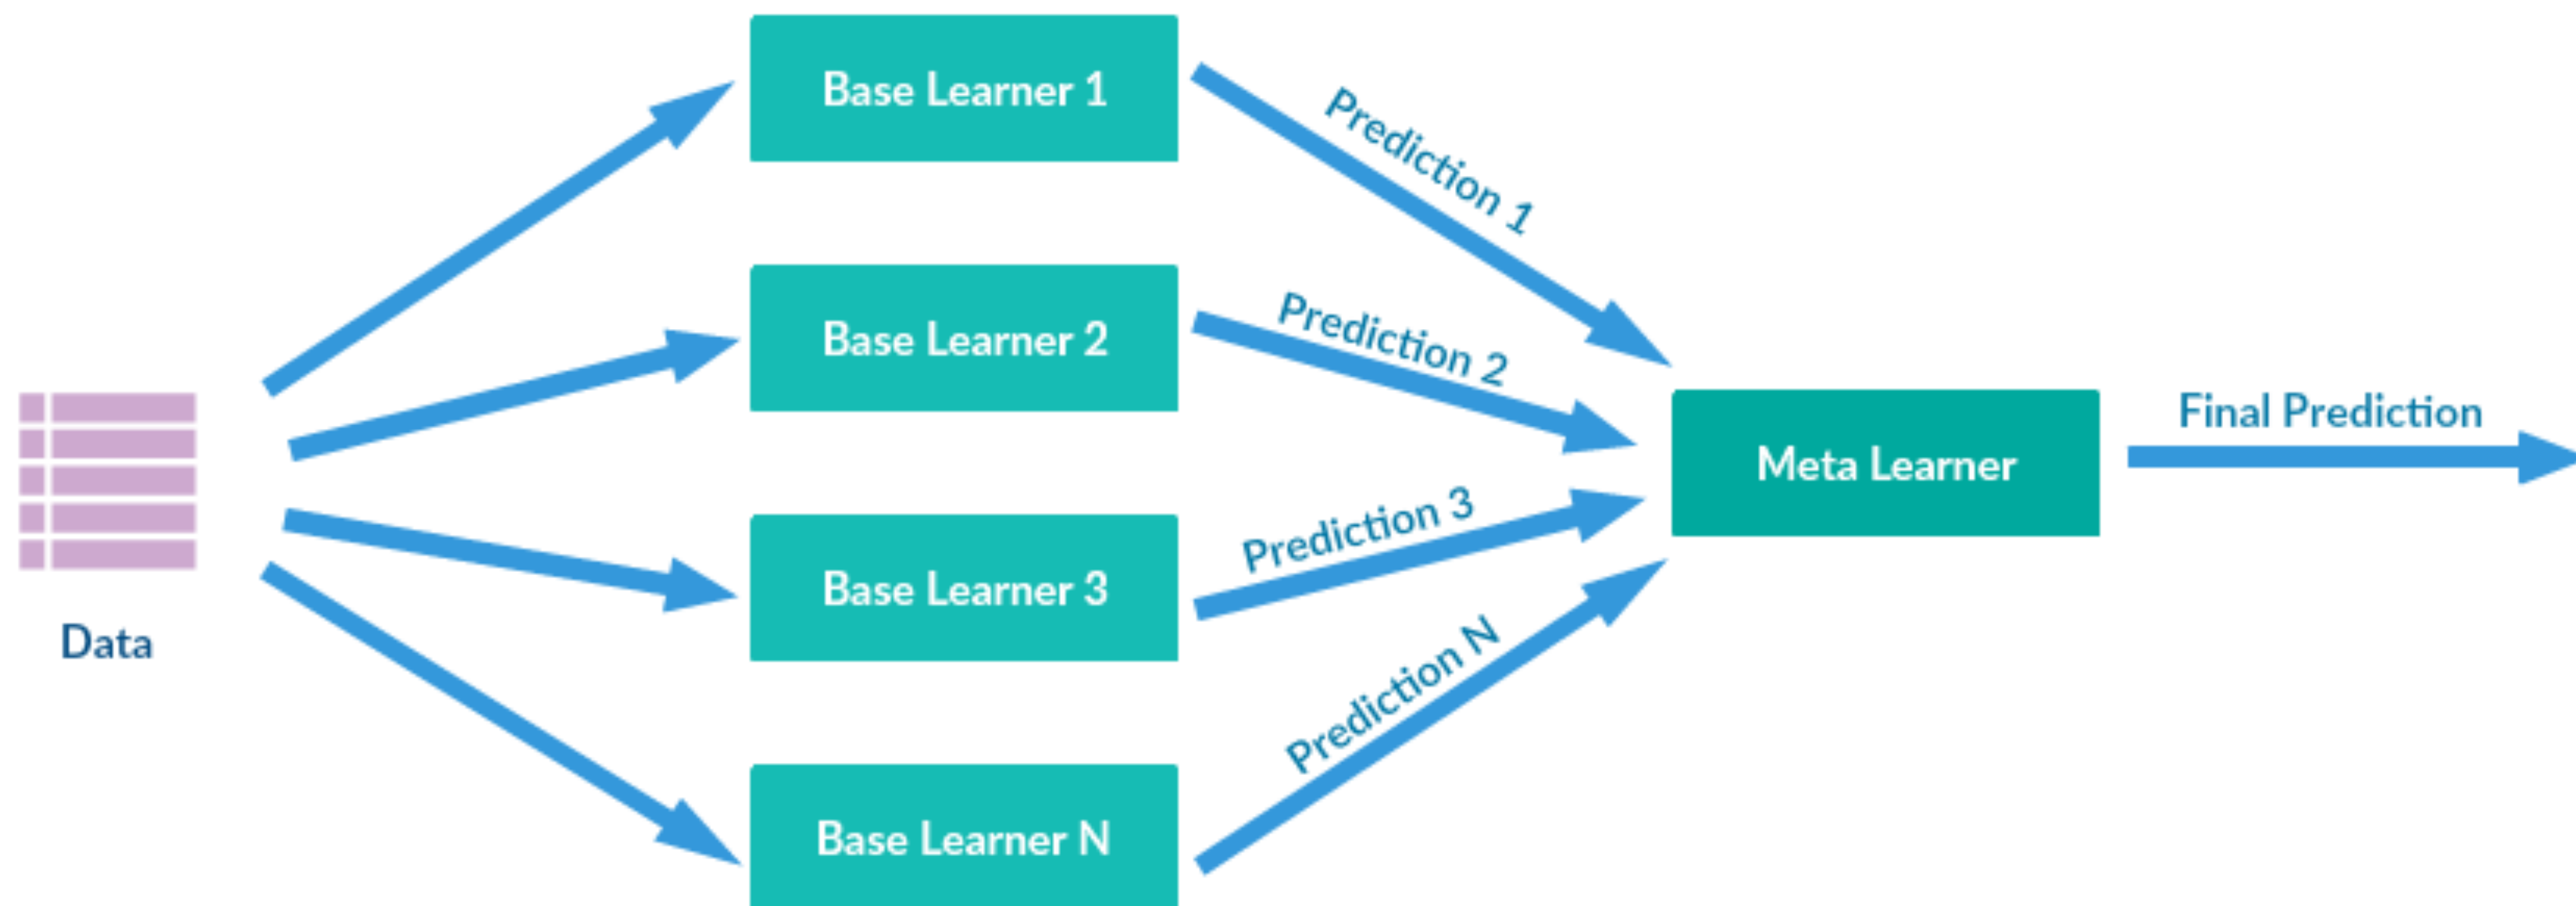 Base Learner 1
Prediction 1
Base Learner 2
Prediction 2
Data
Base Learner 3
Prediction 3
Base Learner N
Prediction N
Meta Learner
Final Prediction